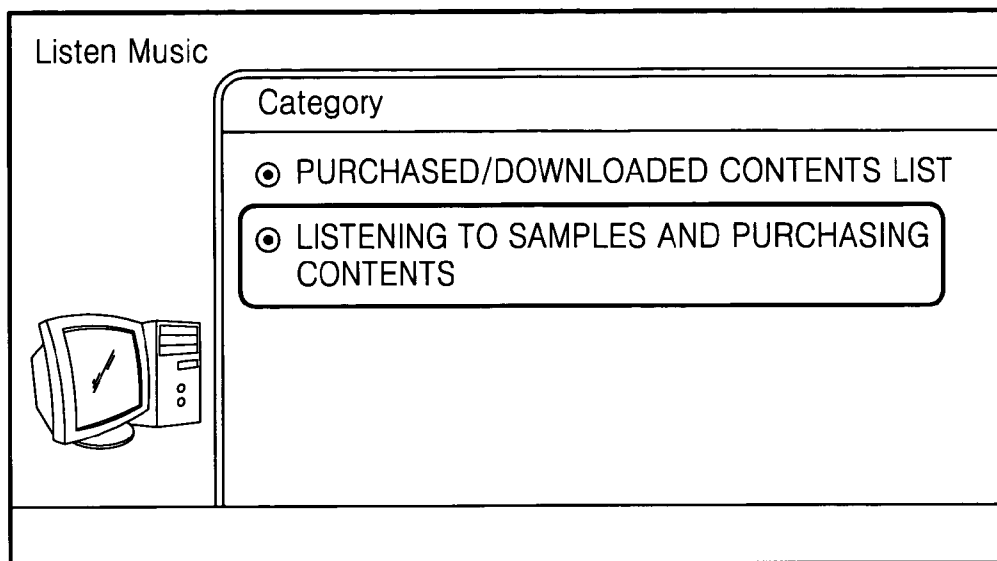 Listen Music
Category
PURCHASED/DOWNLOADED CONTENTS LIST
LISTENING TO SAMPLES AND PURCHASING
CONTENTS